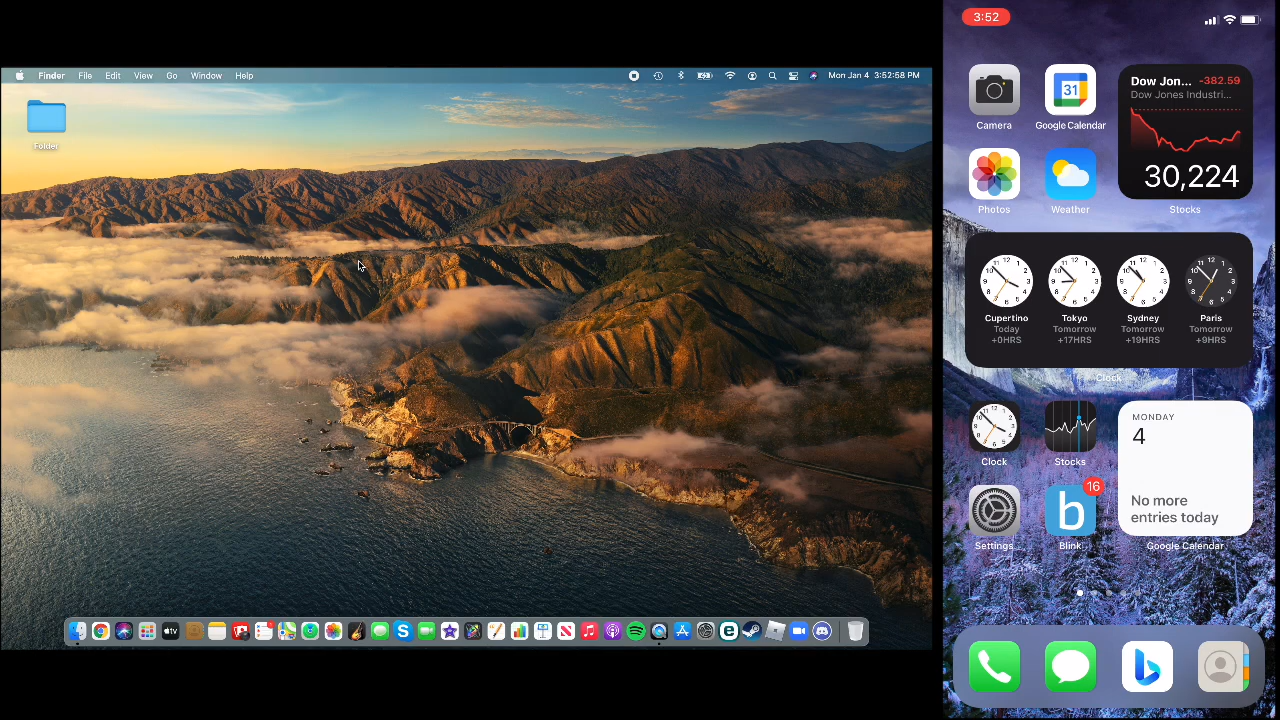 Finder File Edit View Go Window Help
Mon Jan 4 3:52:58 PM
Folder
3:52
Camera
31
Google Calendar
Photos
Weather
Dow Jon... -382.59
Dow Jones Industri...
30,224
Stocks
Cupertino
Today
+0HRS
Tokyo
Tomorrow
+17HRS
Sydney
Tomorrow
+19HRS
Paris
Tomorrow
+9HRS
Clock
Clock
Stocks
Settings
16
b
Blink
MONDAY
4
No more
entries today
Google Calendar